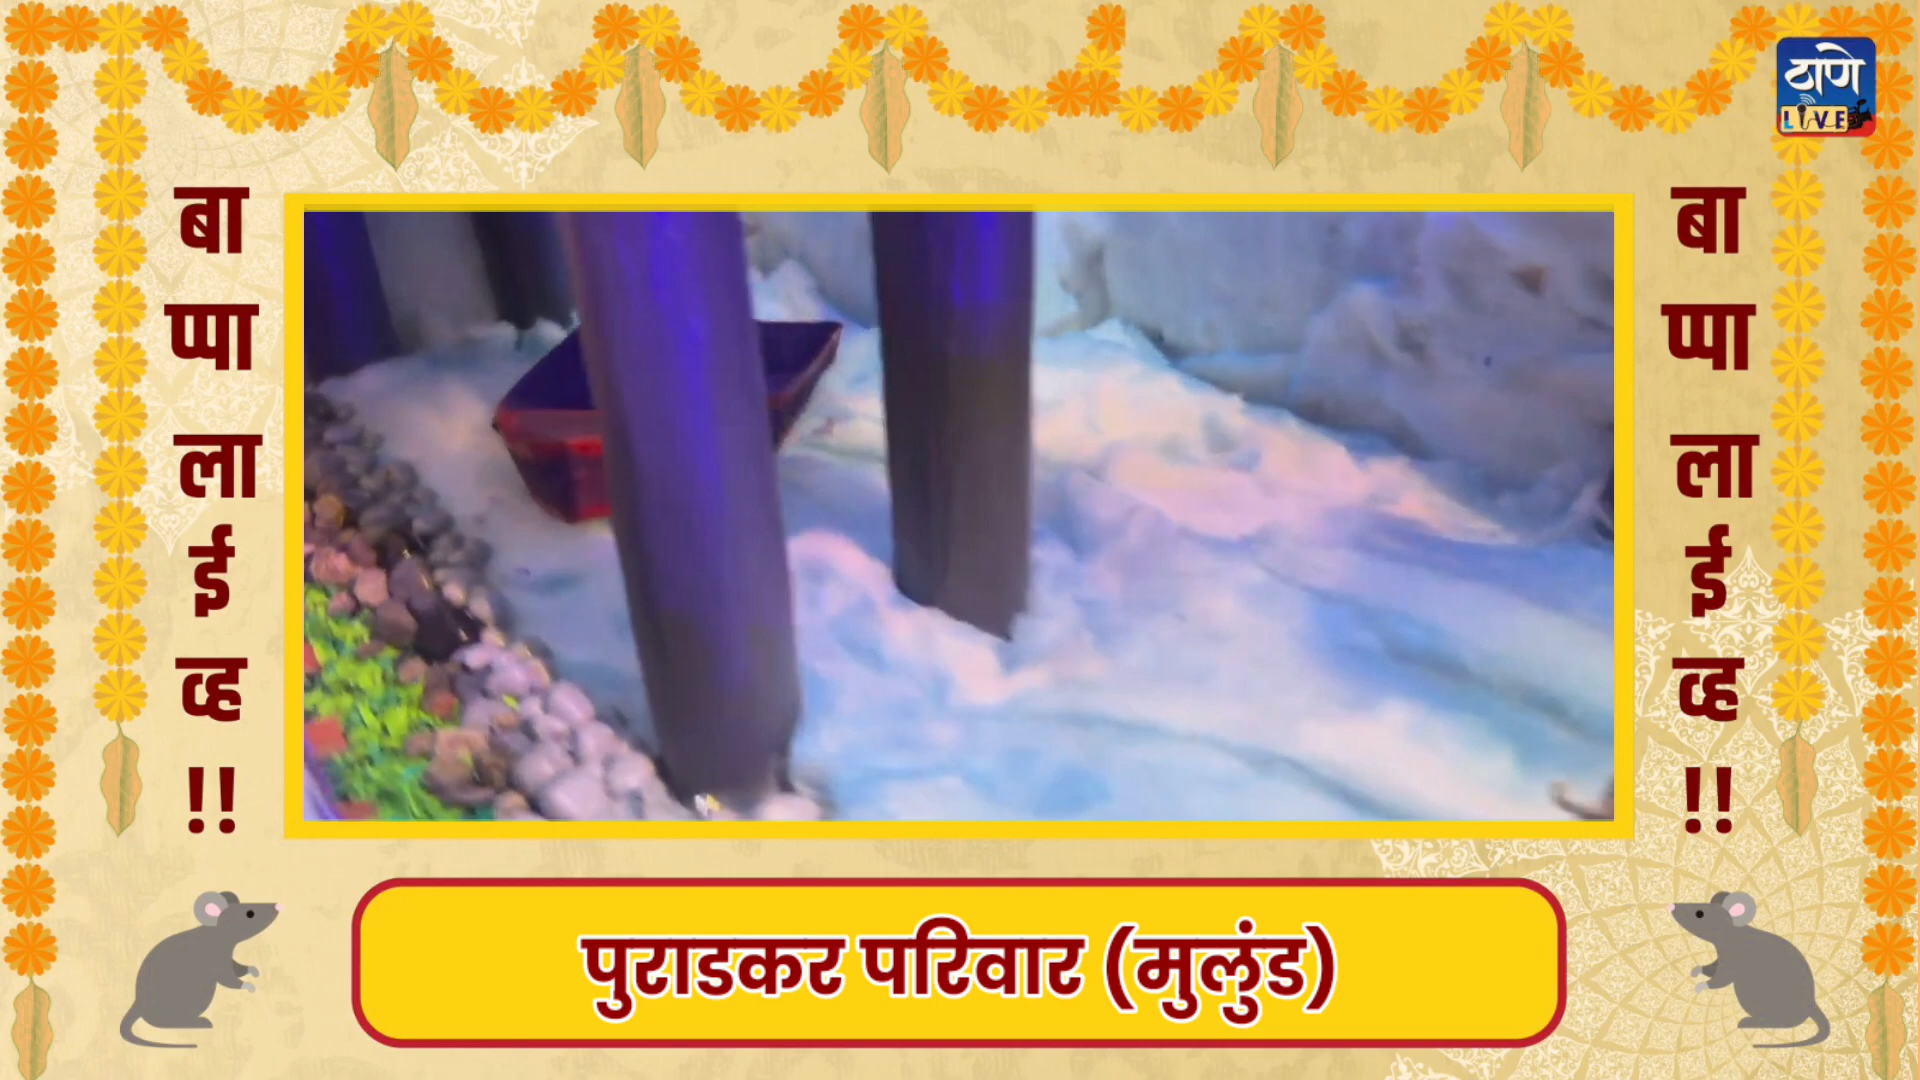 ठाणे
LIVE
बा
प्पा
ला
ई
व्ह
!!
बा
प्पा
ला
ई
व्ह
!!
पुराडकर परिवार (मुलुंड)